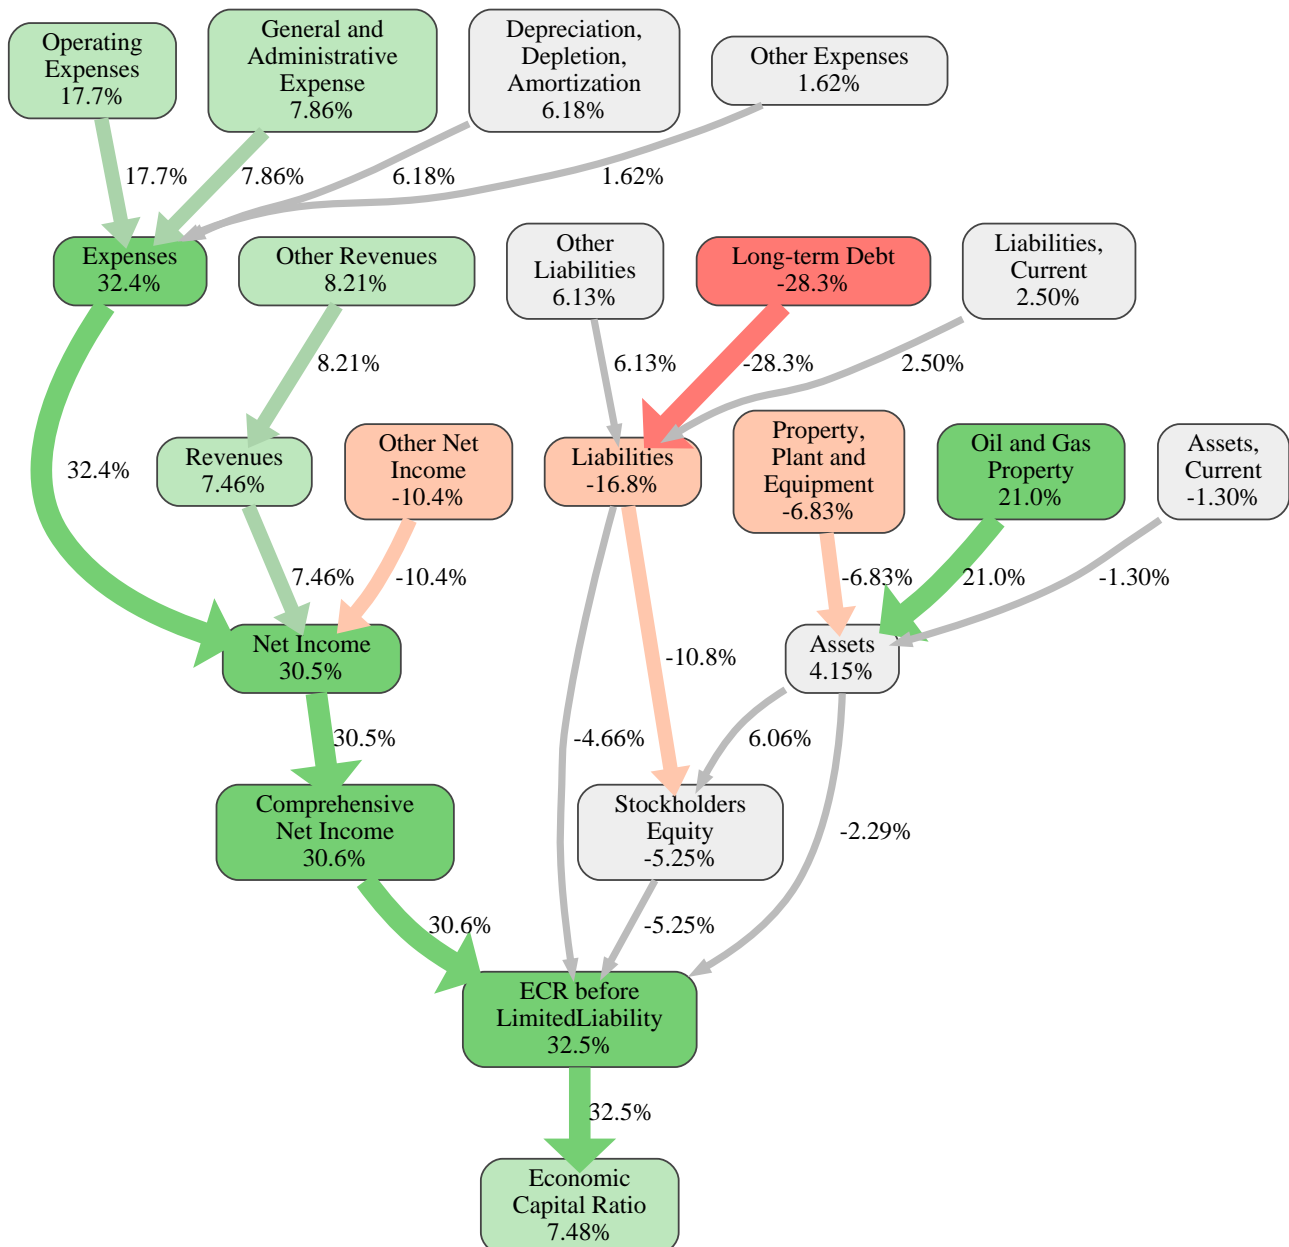 Operating
Expenses
17.7%
General and
Administrative
Expense
7.86%
Depreciation,
Depletion,
Amortization
6.18%
Other Expenses
1.62%
17.7%
7.86%
6.18%
1.62%
Expenses
32.4%
Other Revenues
8.21%
Other
Liabilities
6.13%
Long-term Debt
-28.3%
Liabilities,
Current
2.50%
8.21%
6.13%
-28.3%
2.50%
32.4%
Revenues
7.46%
Other Net
Income
-10.4%
Liabilities
-16.8%
Property,
Plant and
Equipment
-6.83%
Oil and Gas
Property
21.0%
Assets,
Current
-1.30%
7.46%
-10.4%
-6.83%
21.0%
-1.30%
Net Income
30.5%
-10.8%
Assets
4.15%
30.5%
-4.66%
6.06%
-2.29%
Comprehensive
Net Income
30.6%
Stockholders
Equity
-5.25%
30.6%
-5.25%
ECR before
LimitedLiability
32.5%
32.5%
Economic
Capital Ratio
7.48%